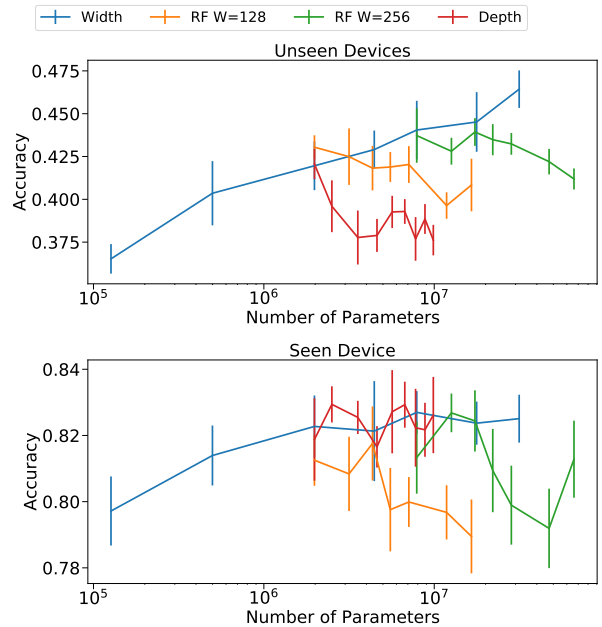 Width RF W=128 RF W=256 Depth
Unseen Devices
0.475
0.450
0.425
0.400
0.375
Accuracy
10^5 10^6 10^7
Number of Parameters
Seen Device
0.84
0.82
0.80
0.78
Accuracy
10^5 10^6 10^7
Number of Parameters